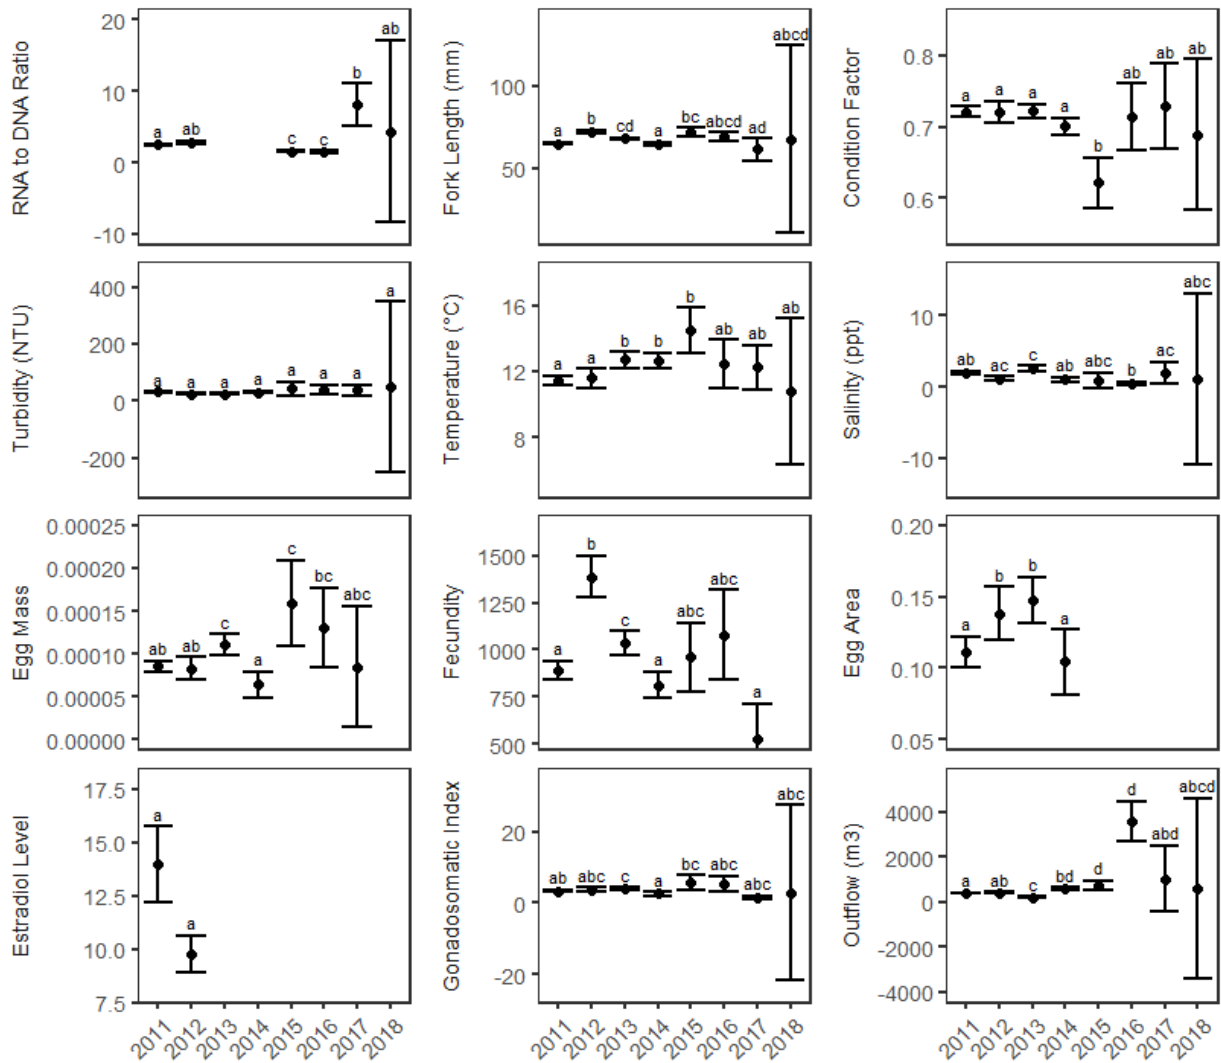 RNA to DNA Ratio
20
10
0
-10
a ab c c b ab
Fork Length (mm)
100
50
a b cd a bc abcd ad abcd
Condition Factor
0.8
0.7
0.6
a a a a b ab ab ab
Turbidity (NTU)
400
200
0
-200
a a a a a a a a
Temperature (°C)
16
12
8
a a b b b ab ab ab
Salinity (ppt)
10
0
-10
ab ac c ab abc b ac abc
Egg Mass
0.00025
0.00020
0.00015
0.00010
0.00005
0.00000
ab ab c a c bc abc
Fecundity
1500
1250
1000
750
500
a b c a abc abc a
Egg Area
0.20
0.15
0.10
0.05
a b b a
Estradiol Level
17.5
15.0
12.5
10.0
7.5
a a
2011 2012 2013 2014 2015 2016 2017 2018
Gonadosomatic Index
20
0
-20
ab abc c a bc abc abc abc
2011 2012 2013 2014 2015 2016 2017 2018
Outflow (m3)
4000
2000
0
-2000
-4000
a ab c bd d d abd abcd
2011 2012 2013 2014 2015 2016 2017 2018